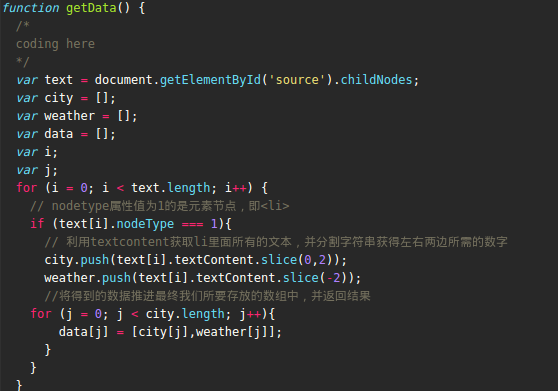 function getData() {
/*
coding here
*/
var text = document.getElementById('source').childNodes;
var city = [];
var weather = [];
var data = [];
var i;
var j;
for (i = 0; i < text.length; i++) {
// nodetype属性值为1的是元素节点，即<li>
if (text[i].nodeType === 1){
// 利用textcontent获取li里面所有的文本，并分割字符串获得左右两边所需的数字
city.push(text[i].textContent.slice(0,2));
weather.push(text[i].textContent.slice(-2));
//将得到的数据推进最终我们所要存放的数组中，并返回结果
for (j = 0; j < city.length; j++){
data[j] = [city[j],weather[j]];
}
}
}